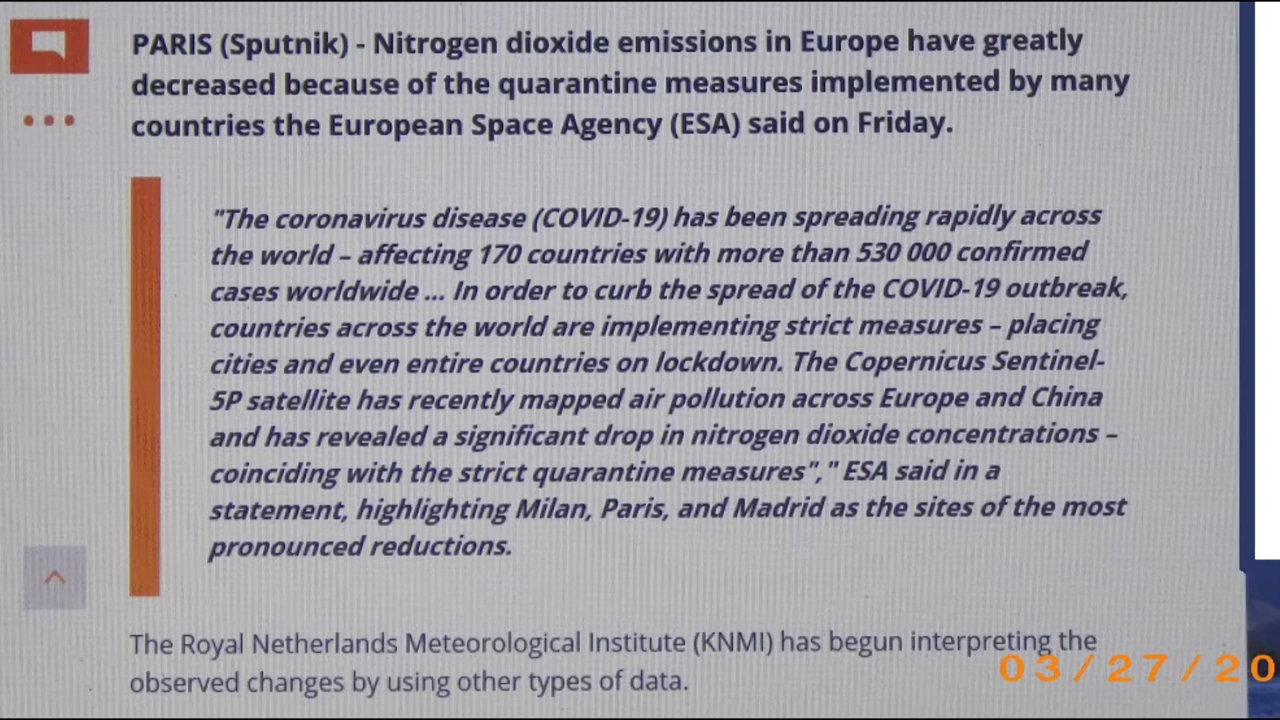 PARIS (Sputnik) - Nitrogen dioxide emissions in Europe have greatly
decreased because of the quarantine measures implemented by many
countries the European Space Agency (ESA) said on Friday.
"The coronavirus disease (COVID-19) has been spreading rapidly across
the world – affecting 170 countries with more than 530 000 confirmed
cases worldwide ... In order to curb the spread of the COVID-19 outbreak,
countries across the world are implementing strict measures – placing
cities and even entire countries on lockdown. The Copernicus Sentinel-
5P satellite has recently mapped air pollution across Europe and China
and has revealed a significant drop in nitrogen dioxide concentrations –
coinciding with the strict quarantine measures"," ESA said in a
statement, highlighting Milan, Paris, and Madrid as the sites of the most
pronounced reductions.
The Royal Netherlands Meteorological Institute (KNMI) has begun interpreting the
observed changes by using other types of data.
03/27/20